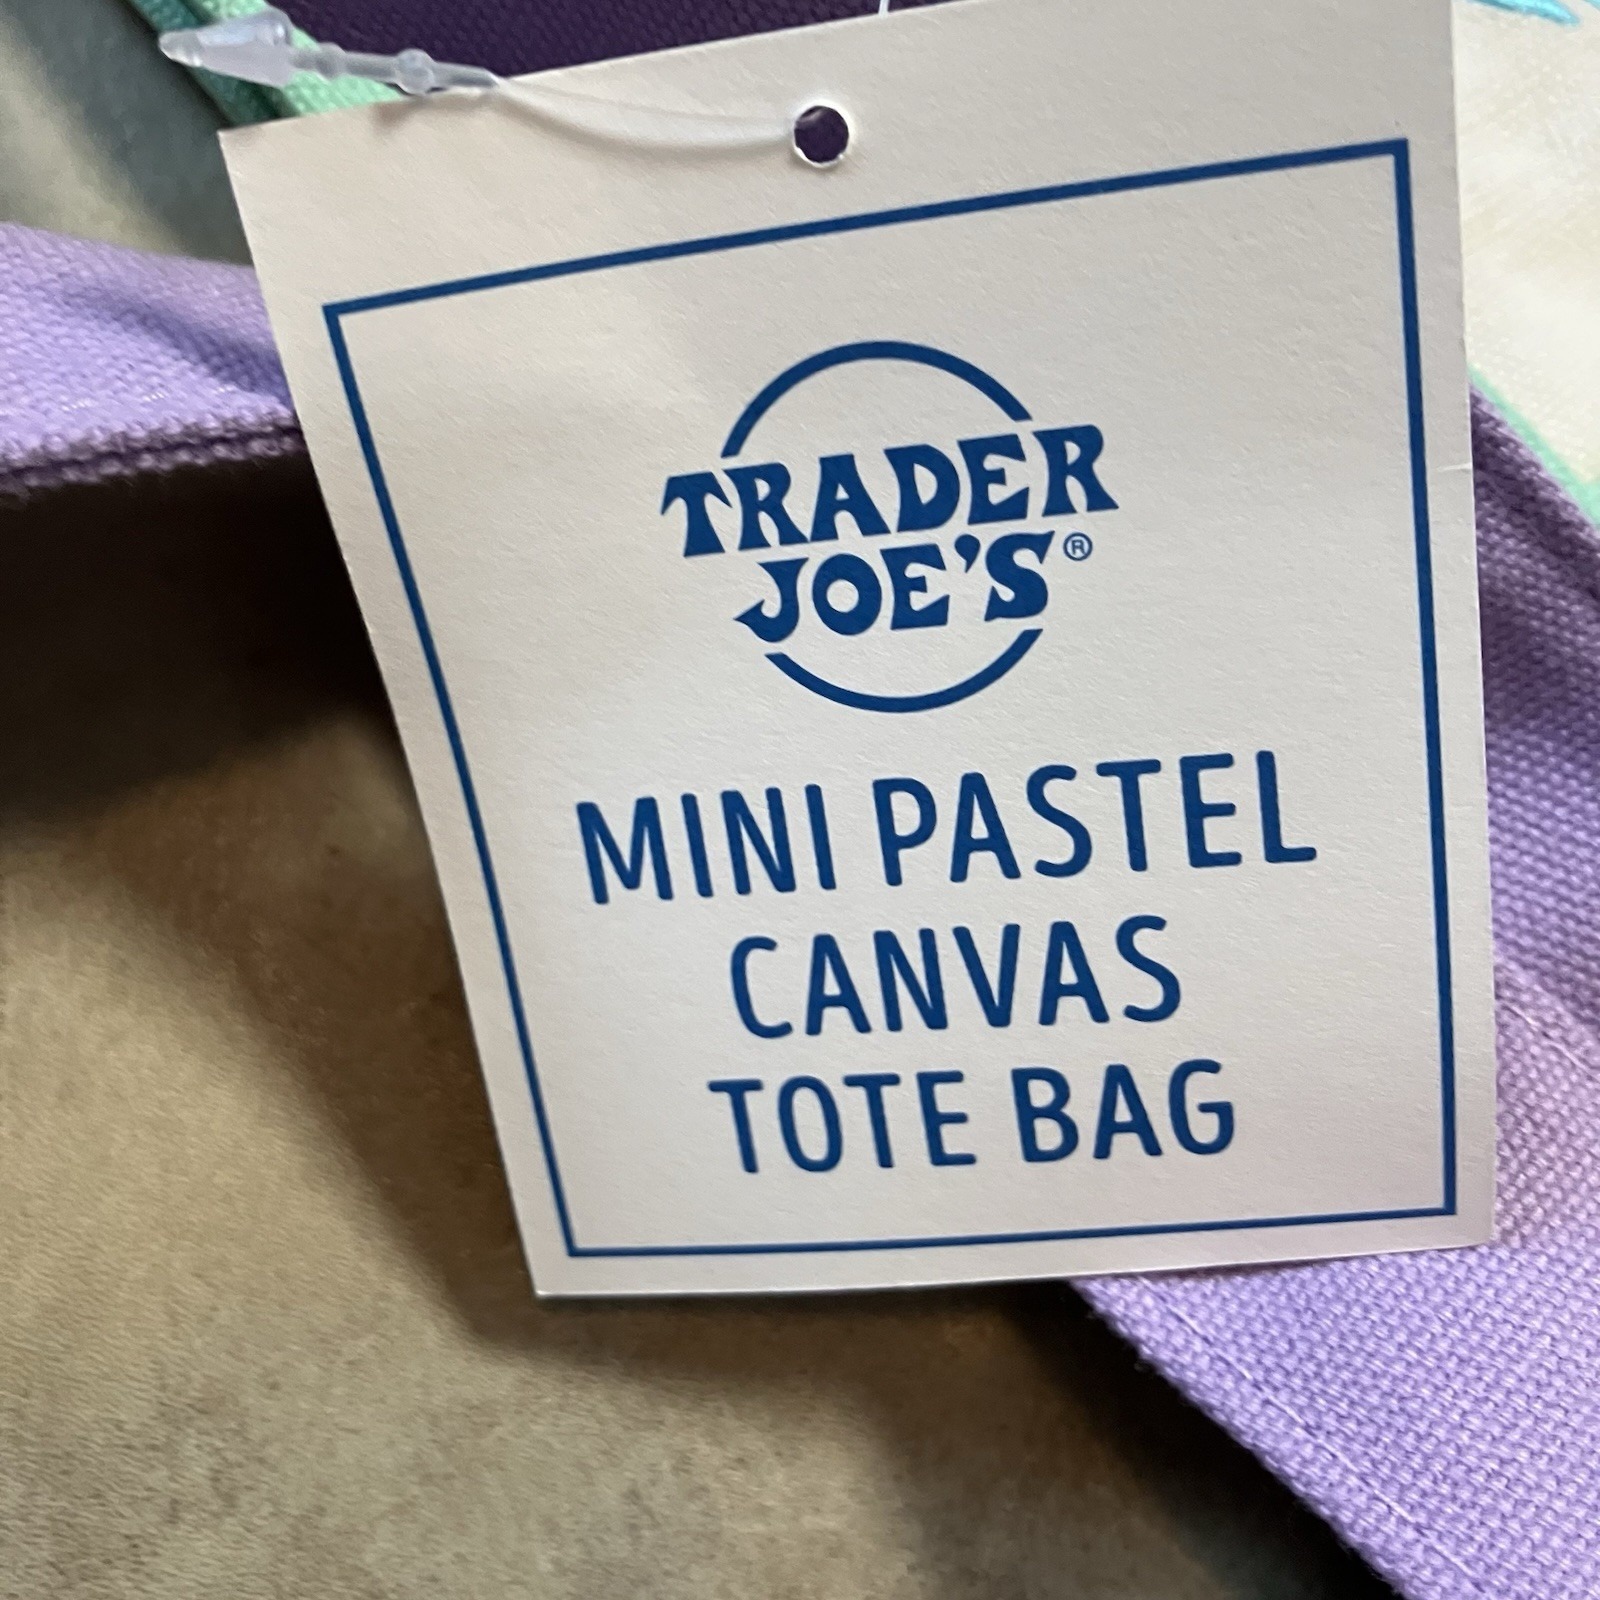 TRADER
JOE'S®
MINI PASTEL
CANVAS
TOTE BAG